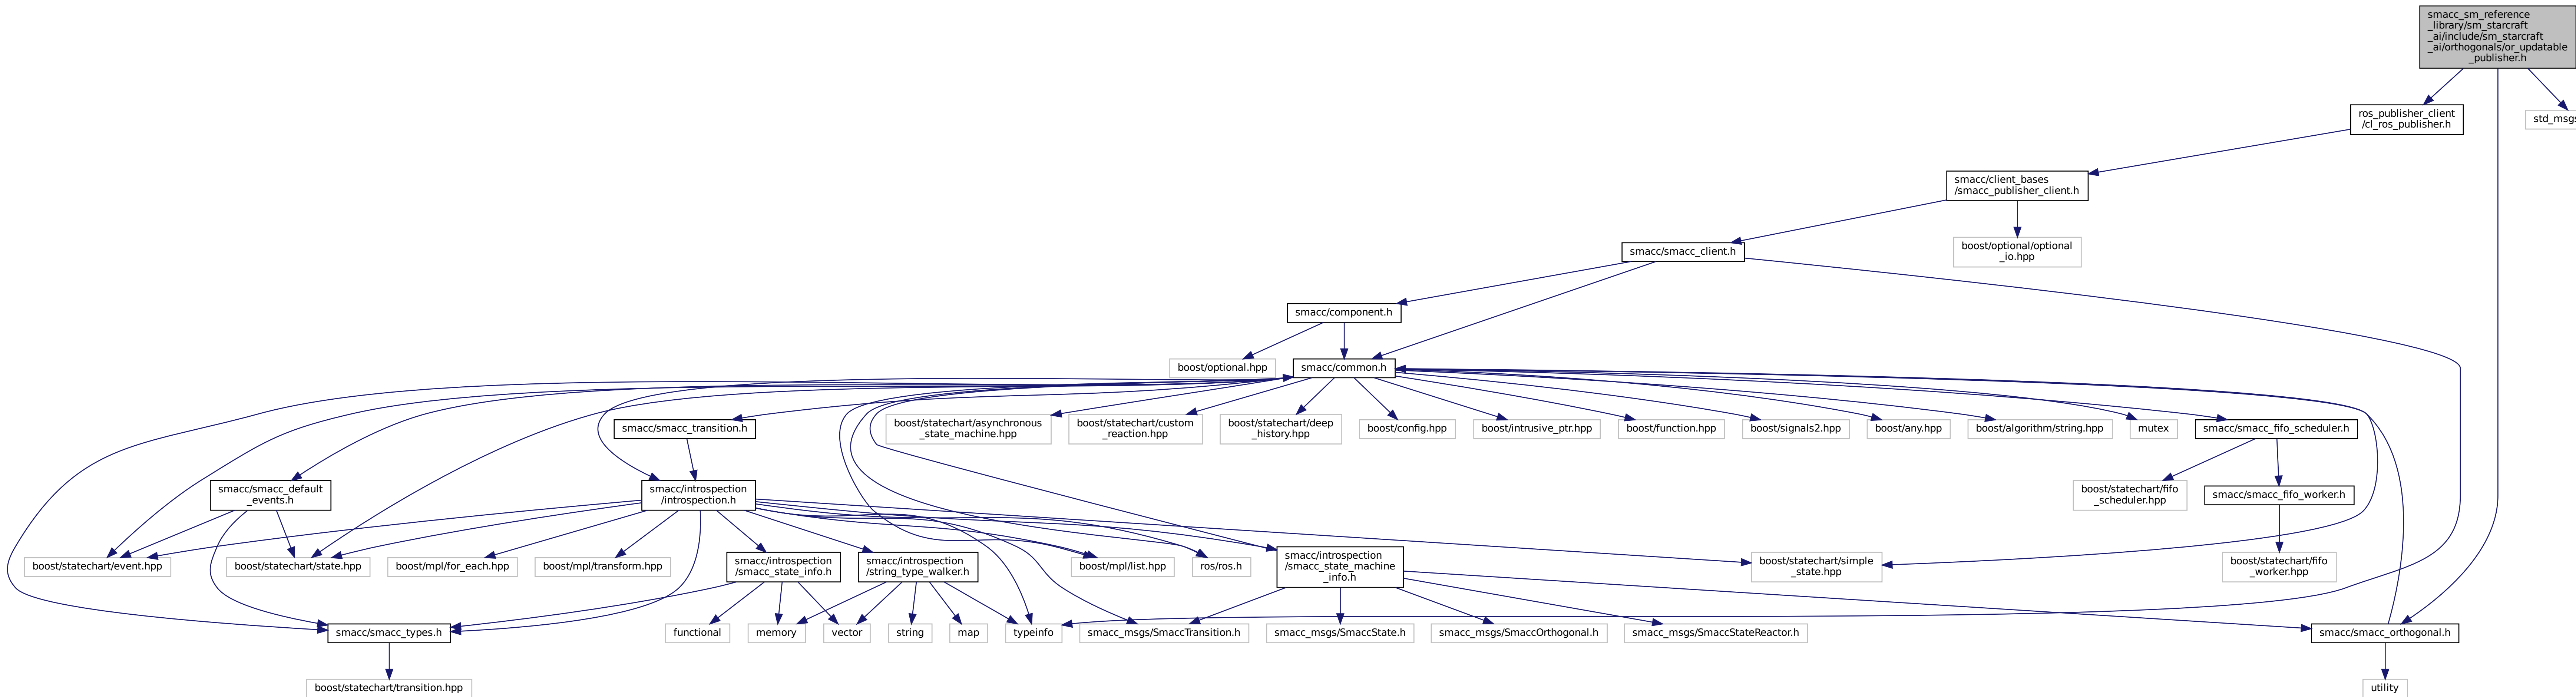 smacc_sm_reference
_library/sm_starcraft
_ai/include/sm_starcraft
_ai/orthogonals/or_updatable
_publisher.h
ros_publisher_client
/cl_ros_publisher.h
std_msgs
smacc/client_bases
/smacc_publisher_client.h
smacc/smacc_client.h
boost/optional/optional
_io.hpp
smacc/component.h
boost/optional.hpp
smacc/common.h
smacc/smacc_transition.h
boost/statechart/asynchronous
_state_machine.hpp
boost/statechart/custom
_reaction.hpp
boost/statechart/deep
_history.hpp
boost/config.hpp
boost/intrusive_ptr.hpp
boost/function.hpp
boost/signals2.hpp
boost/any.hpp
boost/algorithm/string.hpp
mutex
smacc/smacc_fifo_scheduler.h
smacc/smacc_default
_events.h
smacc/introspection
/introspection.h
boost/statechart/fifo
_scheduler.hpp
smacc/smacc_fifo_worker.h
boost/statechart/event.hpp
boost/statechart/state.hpp
boost/mpl/for_each.hpp
boost/mpl/transform.hpp
smacc/introspection
/smacc_state_info.h
smacc/introspection
/string_type_walker.h
boost/mpl/list.hpp
ros/ros.h
smacc/introspection
/smacc_state_machine
_info.h
boost/statechart/simple
_state.hpp
boost/statechart/fifo
_worker.hpp
smacc/smacc_types.h
functional
memory
vector
string
map
typeinfo
smacc_msgs/SmaccTransition.h
smacc_msgs/SmaccState.h
smacc_msgs/SmaccOrthogonal.h
smacc_msgs/SmaccStateReactor.h
smacc/smacc_orthogonal.h
boost/statechart/transition.hpp
utility